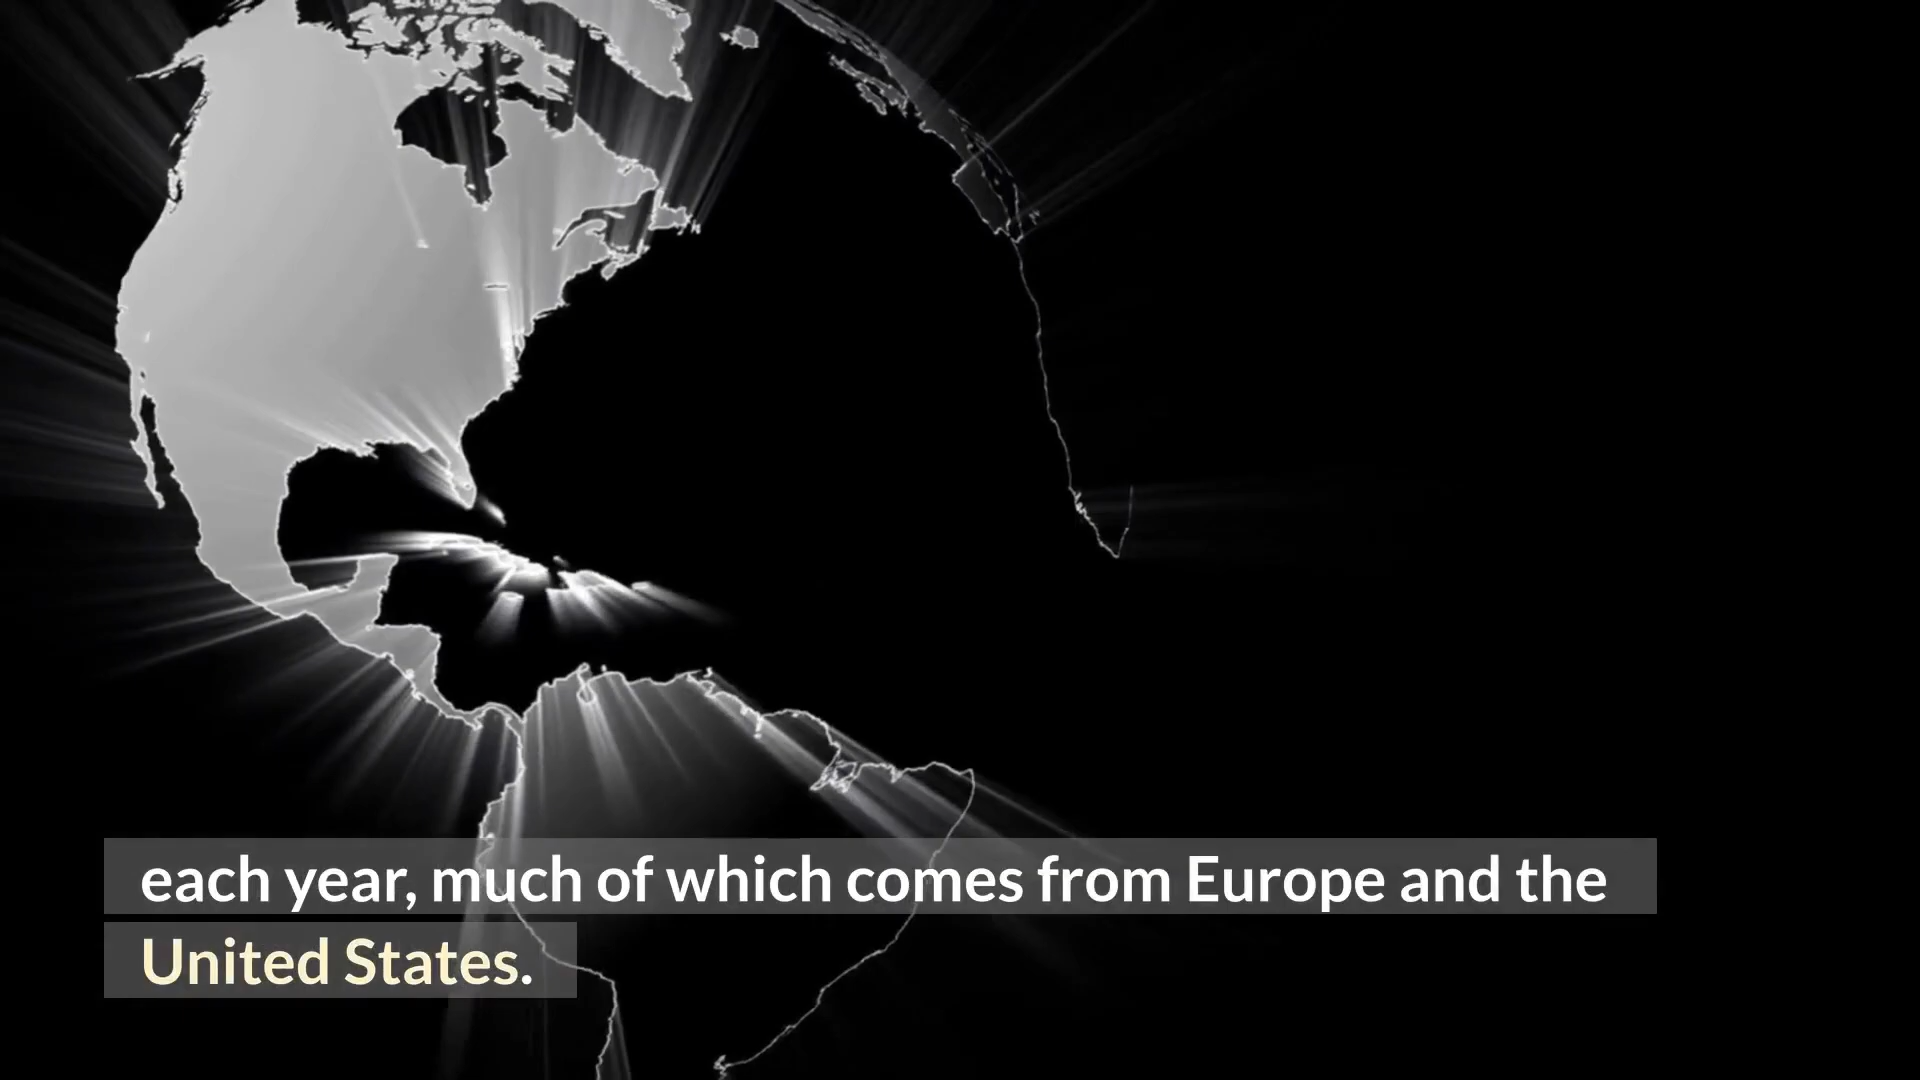 each year, much of which comes from Europe and the
United States.